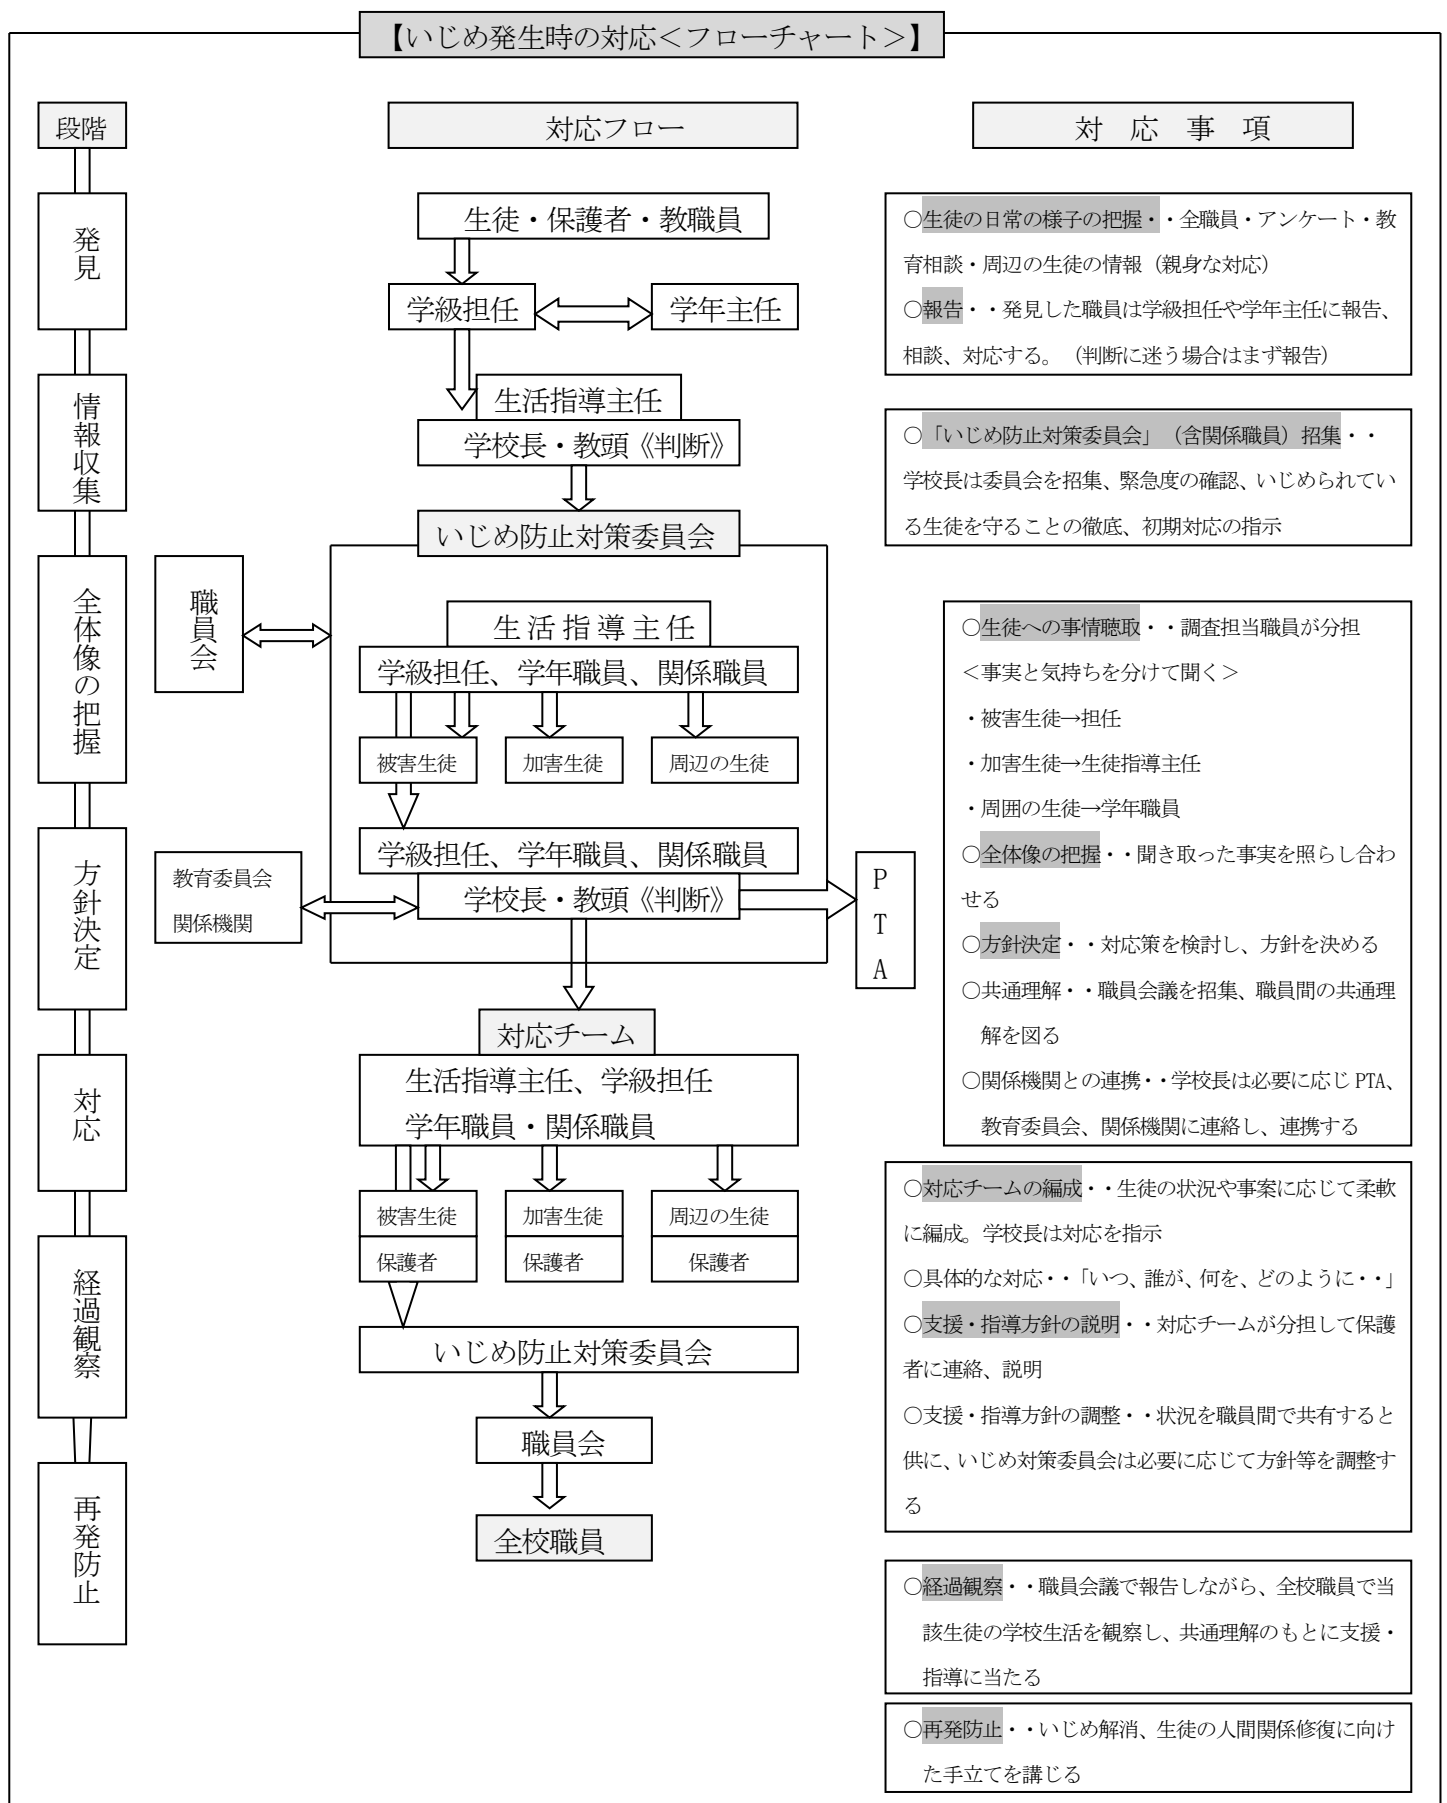 【いじめ発生時の対応＜フローチャート＞】
段階
対応フロー
対 応 事 項
発見
情報収集
全体像の把握
方針決定
対応
経過観察
再発防止
生徒・保護者・教職員
学級担任
学年主任
生活指導主任
学校長・教頭《判断》
いじめ防止対策委員会
職員会
生活指導主任
学級担任、学年職員、関係職員
被害生徒
加害生徒
周辺の生徒
学級担任、学年職員、関係職員
学校長・教頭《判断》
教育委員会
関係機関
PTA
対応チーム
生活指導主任、学級担任
学年職員・関係職員
被害生徒
加害生徒
周辺の生徒
保護者
保護者
保護者
いじめ防止対策委員会
職員会
全校職員
○生徒の日常の様子の把握・・全職員・アンケート・教
育相談・周辺の生徒の情報（親身な対応）
○報告・・発見した職員は学級担任や学年主任に報告、
相談、対応する。（判断に迷う場合はまず報告）
○「いじめ防止対策委員会」（含関係職員）招集・・
学校長は委員会を招集、緊急度の確認、いじめられてい
る生徒を守ることの徹底、初期対応の指示
○生徒への事情聴取・・調査担当職員が分担
＜事実と気持ちを分けて聞く＞
・被害生徒→担任
・加害生徒→生徒指導主任
・周囲の生徒→学年職員
○全体像の把握・・聞き取った事実を照らし合わ
せる
○方針決定・・対応策を検討し、方針を決める
○共通理解・・職員会議を招集、職員間の共通理
解を図る
○関係機関との連携・・学校長は必要に応じ PTA、
教育委員会、関係機関に連絡し、連携する
○対応チームの編成・・生徒の状況や事案に応じて柔軟
に編成。学校長は対応を指示
○具体的な対応・・「いつ、誰が、何を、どのように・・」
○支援・指導方針の説明・・対応チームが分担して保護
者に連絡、説明
○支援・指導方針の調整・・状況を職員間で共有すると
供に、いじめ対策委員会は必要に応じて方針等を調整す
る
○経過観察・・職員会議で報告しながら、全校職員で当
該生徒の学校生活を観察し、共通理解のもとに支援・
指導に当たる
○再発防止・・いじめ解消、生徒の人間関係修復に向け
た手立てを講じる